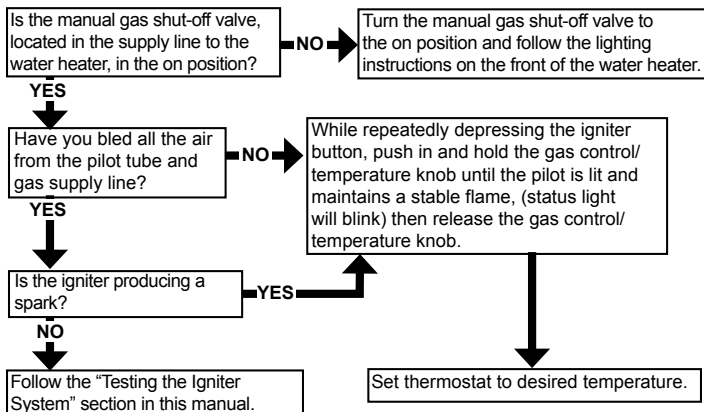 Is the manual gas shut-off valve,
located in the supply line to the
water heater, in the on position?
NO
Turn the manual gas shut-off valve to
the on position and follow the lighting
instructions on the front of the water heater.
YES
Have you bled all the air
from the pilot tube and
gas supply line?
NO
While repeatedly depressing the igniter
button, push in and hold the gas control/
temperature knob until the pilot is lit and
maintains a stable flame, (status light
will blink) then release the gas control/
temperature knob.
YES
Is the igniter producing a
spark?
YES
NO
Follow the “Testing the Igniter
System” section in this manual.
Set thermostat to desired temperature.